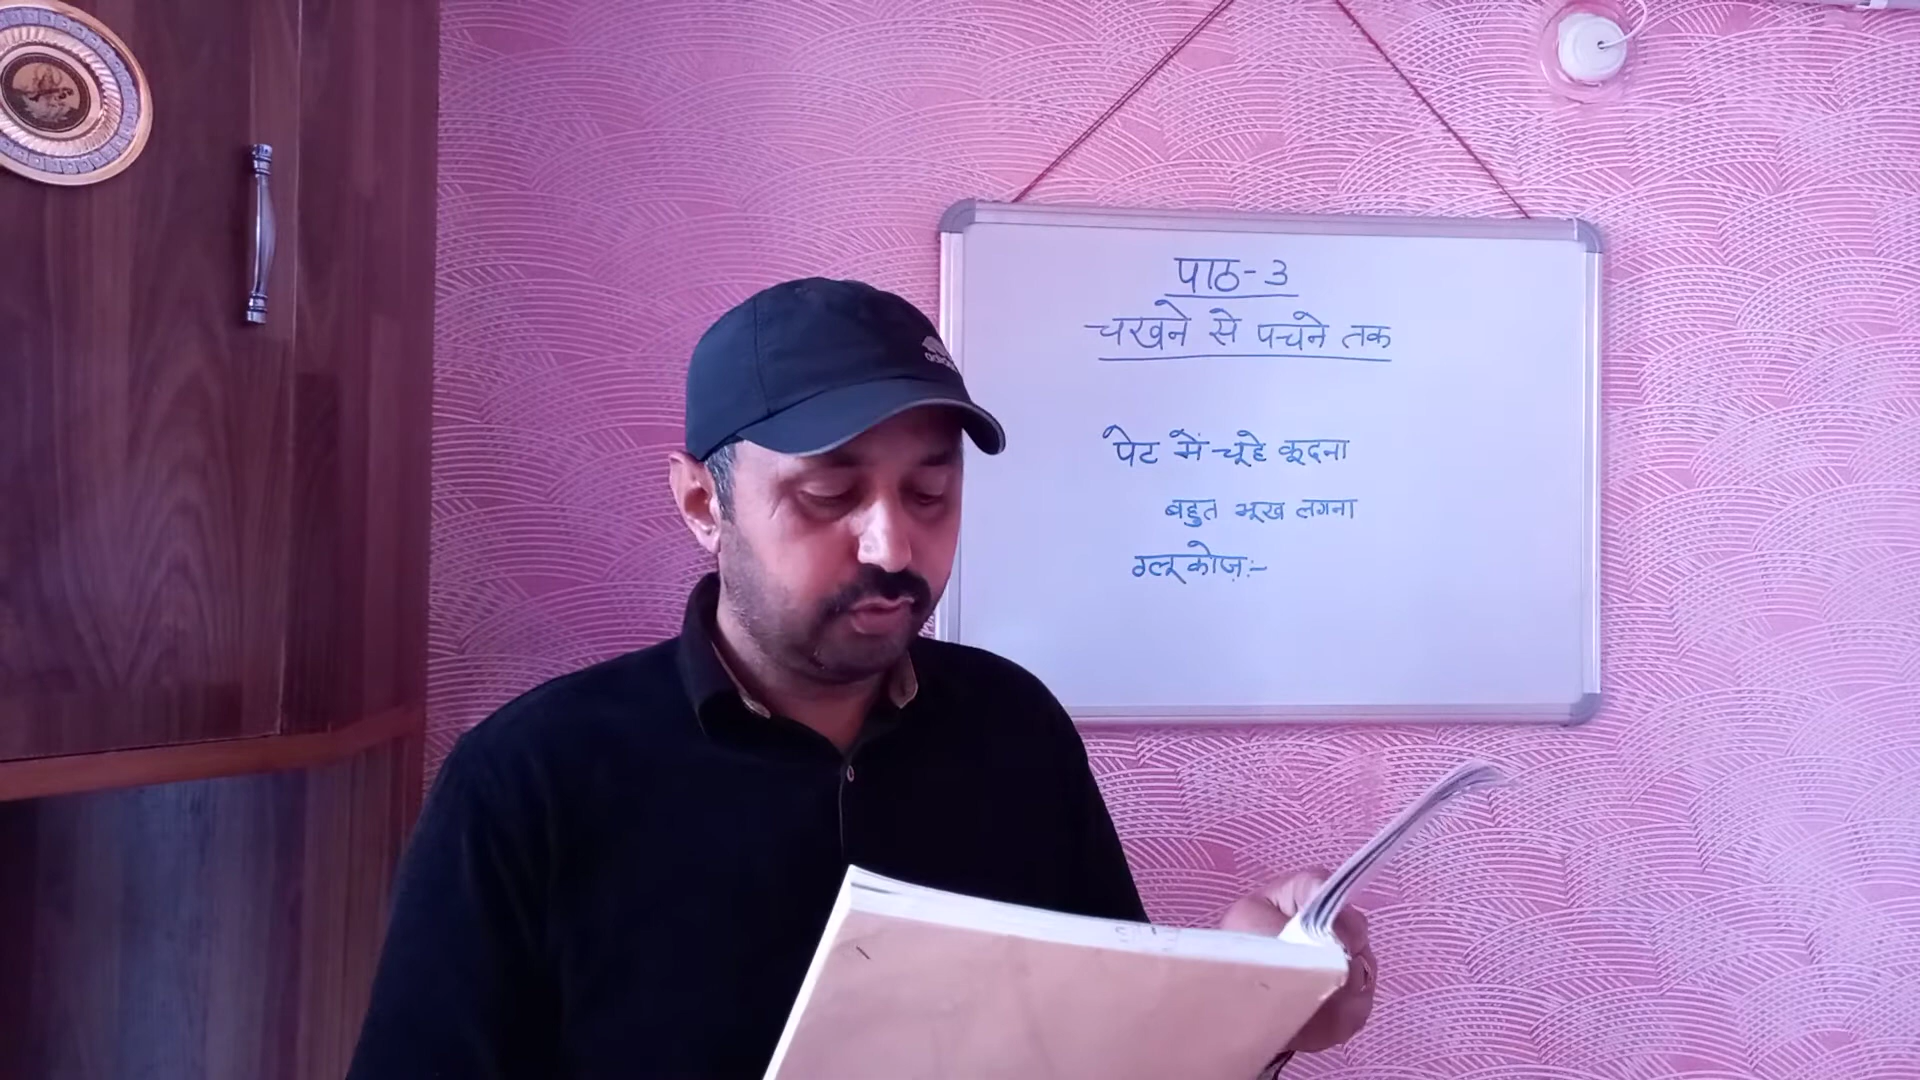 पाठ-3
चखने से पचने तक
पेट में चूहे कूदना
बहुत भूख लगना
ग्लूकोज़:-